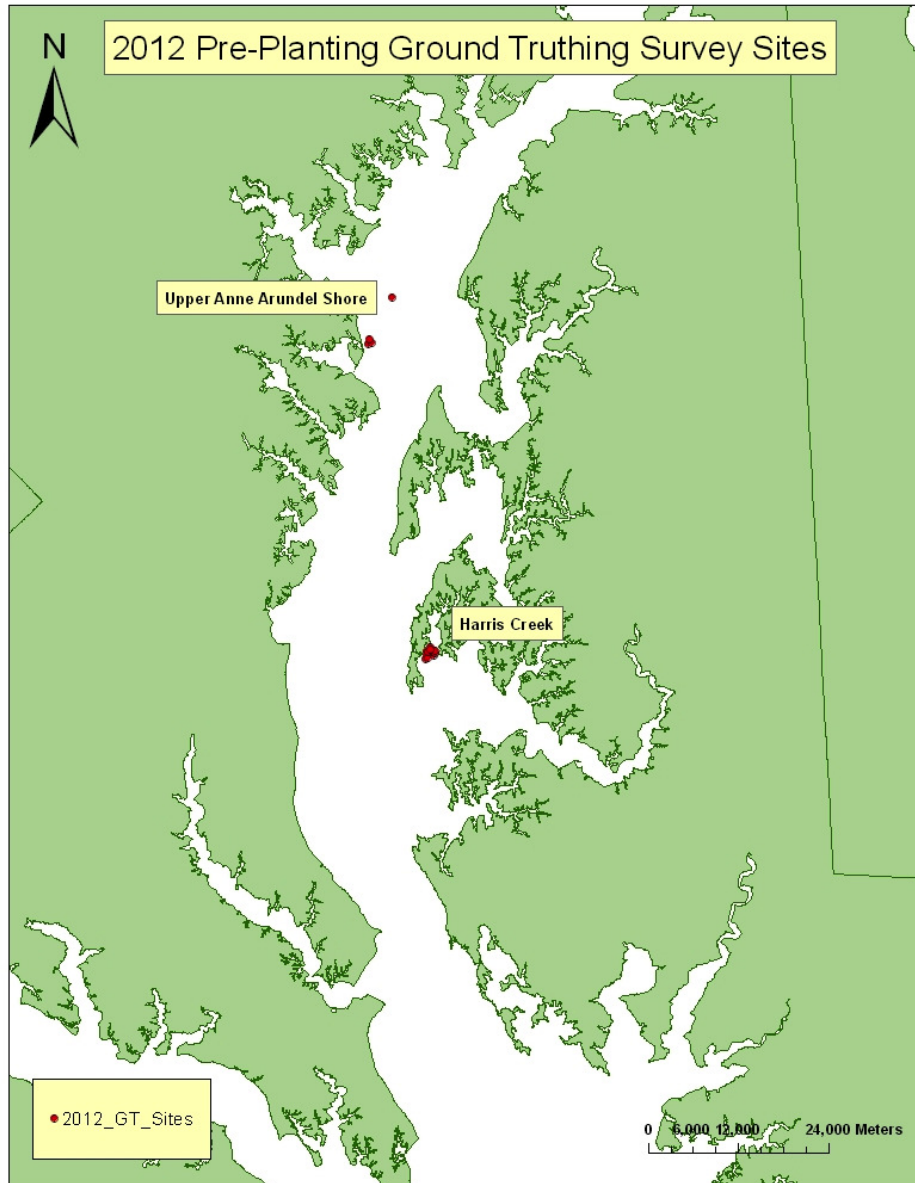 2012 Pre-Planting Ground Truthing Survey Sites
N
Upper Anne Arundel Shore
Harris Creek
2012_GT_Sites
0 6,000 12,000 24,000 Meters